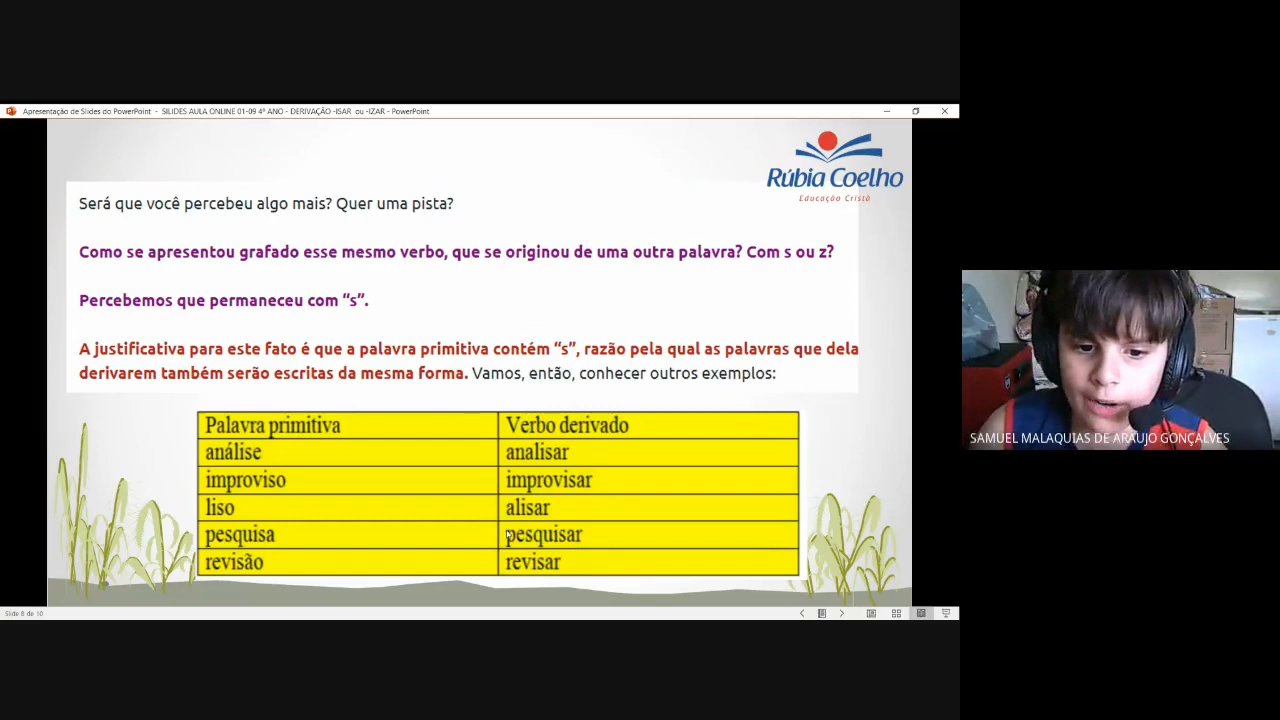 Apresentação de Slides do PowerPoint - SILIDES AULA ONLINE 01-09 4º ANO - DERIVAÇÃO -ISAR ou -IZAR - PowerPoint
Rúbia Coelho
Educação Cristã
Será que você percebeu algo mais? Quer uma pista?
Como se apresentou grafado esse mesmo verbo, que se originou de uma outra palavra? Com s ou z?
Percebemos que permaneceu com “s”.
A justificativa para este fato é que a palavra primitiva contém “s”, razão pela qual as palavras que dela
derivarem também serão escritas da mesma forma. Vamos, então, conhecer outros exemplos:
Palavra primitiva Verbo derivado
análise analisar
improviso improvisar
liso alisar
pesquisa pesquisar
revisão revisar
Slide 8 de 10
SAMUEL MALAQUIAS DE ARAUJO GONÇALVES